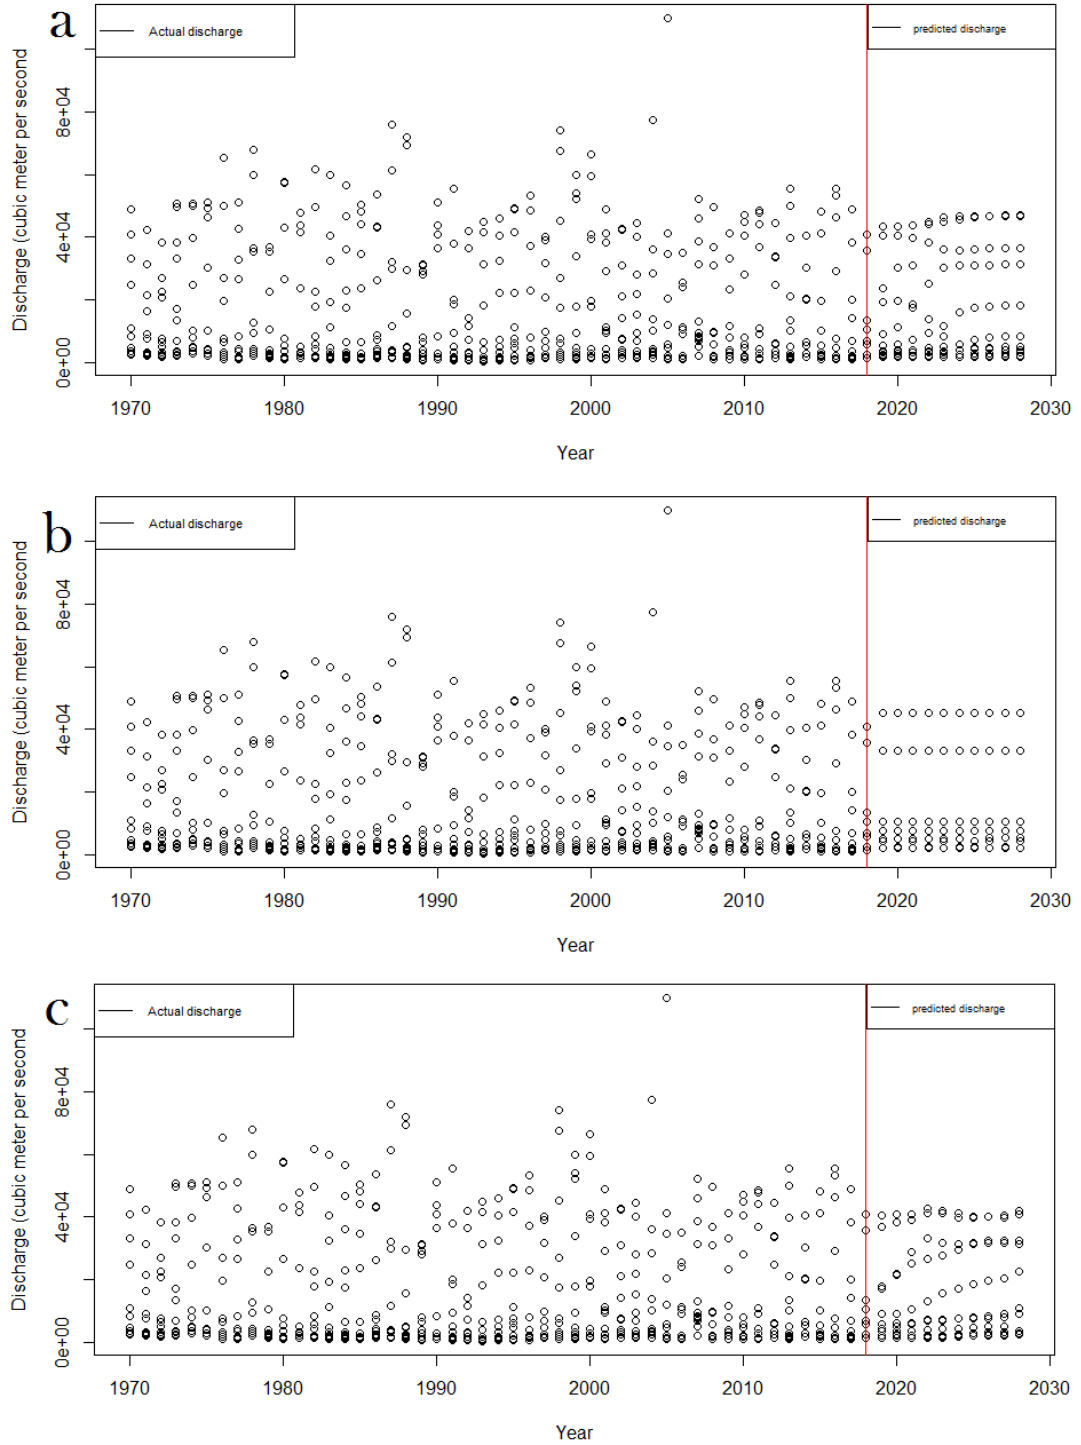 a
Actual discharge
predicted discharge
Discharge (cubic meter per second
0e+00
4e+04
8e+04
1970
1980
1990
2000
2010
2020
2030
Year
b
Actual discharge
predicted discharge
Discharge (cubic meter per second
0e+00
4e+04
8e+04
1970
1980
1990
2000
2010
2020
2030
Year
c
Actual discharge
predicted discharge
Discharge (cubic meter per second
0e+00
4e+04
8e+04
1970
1980
1990
2000
2010
2020
2030
Year